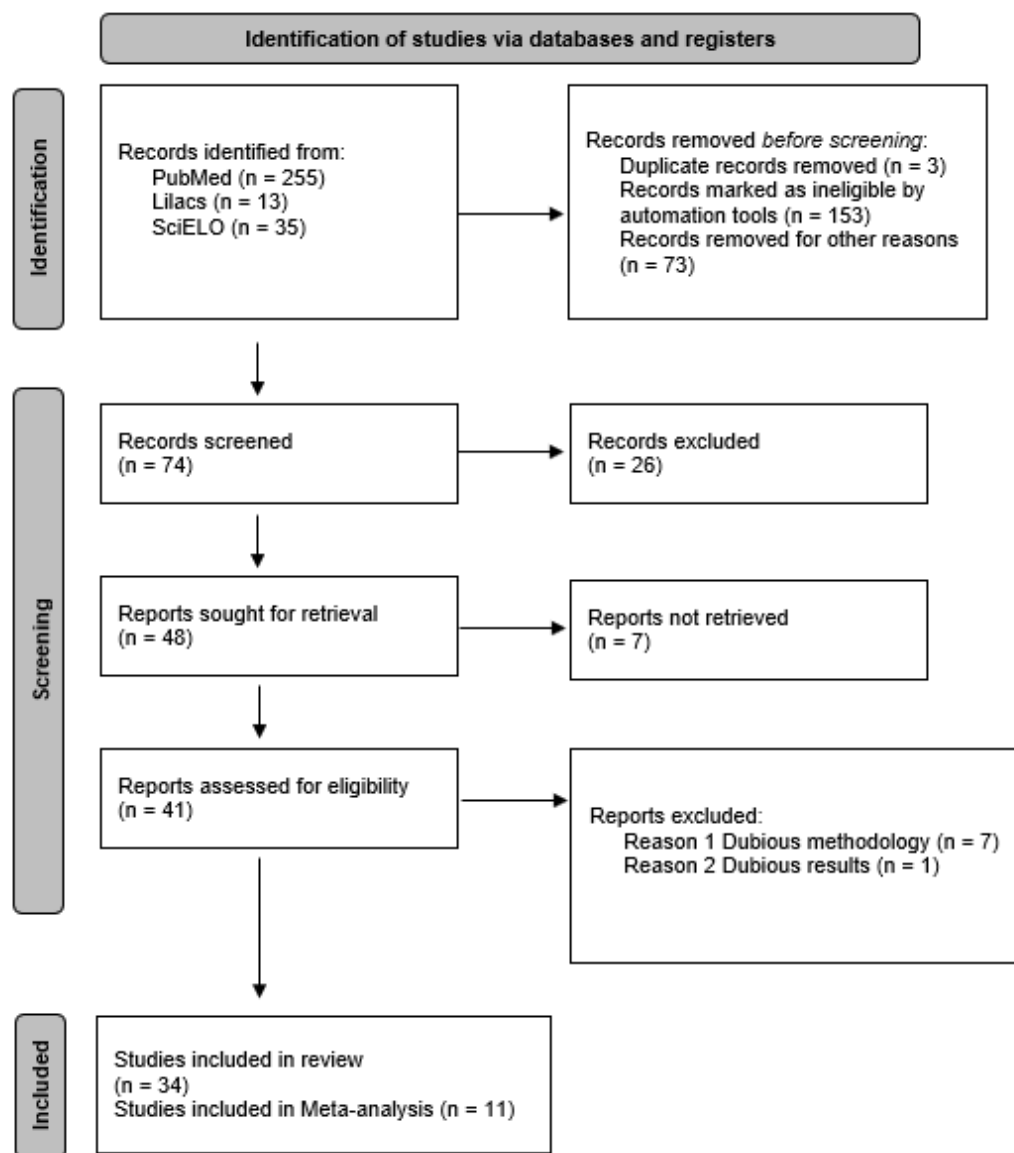 Identification of studies via databases and registers
Identification
Records identified from:
PubMed (n = 255)
Lilacs (n = 13)
SciELO (n = 35)
Records removed before screening:
Duplicate records removed (n = 3)
Records marked as ineligible by
automation tools (n = 153)
Records removed for other reasons
(n = 73)
Screening
Records screened
(n = 74)
Records excluded
(n = 26)
Reports sought for retrieval
(n = 48)
Reports not retrieved
(n = 7)
Reports assessed for eligibility
(n = 41)
Reports excluded:
Reason 1 Dubious methodology (n = 7)
Reason 2 Dubious results (n = 1)
Included
Studies included in review
(n = 34)
Studies included in Meta-analysis (n = 11)